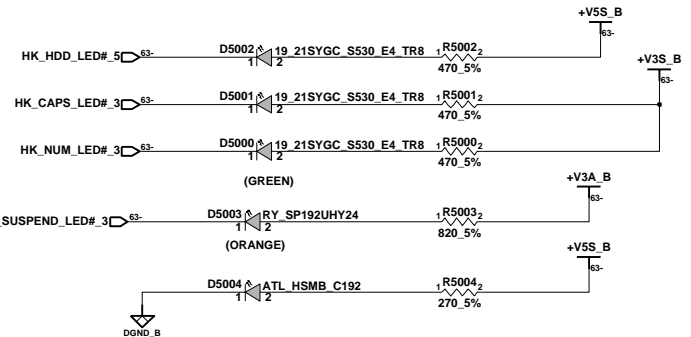 +V5S_B
63-
HK_HDD_LED#_5 63- D5002 19_21SYGC_S530_E4_TR8 1 R5002 2
1 2 470_5%
+V3S_B
63-
HK_CAPS_LED#_3 63- D5001 19_21SYGC_S530_E4_TR8 1 R5001 2
1 2 470_5%
HK_NUM_LED#_3 63- D5000 19_21SYGC_S530_E4_TR8 1 R5000 2
1 2 470_5%
(GREEN)
+V3A_B
63-
_SUSPEND_LED#_3 63- D5003 RY_SP192UHY24 1 R5003 2
1 2 820_5%
(ORANGE)
+V5S_B
63-
D5004 ATL_HSMB_C192 1 R5004 2
1 2 270_5%
DGND_B